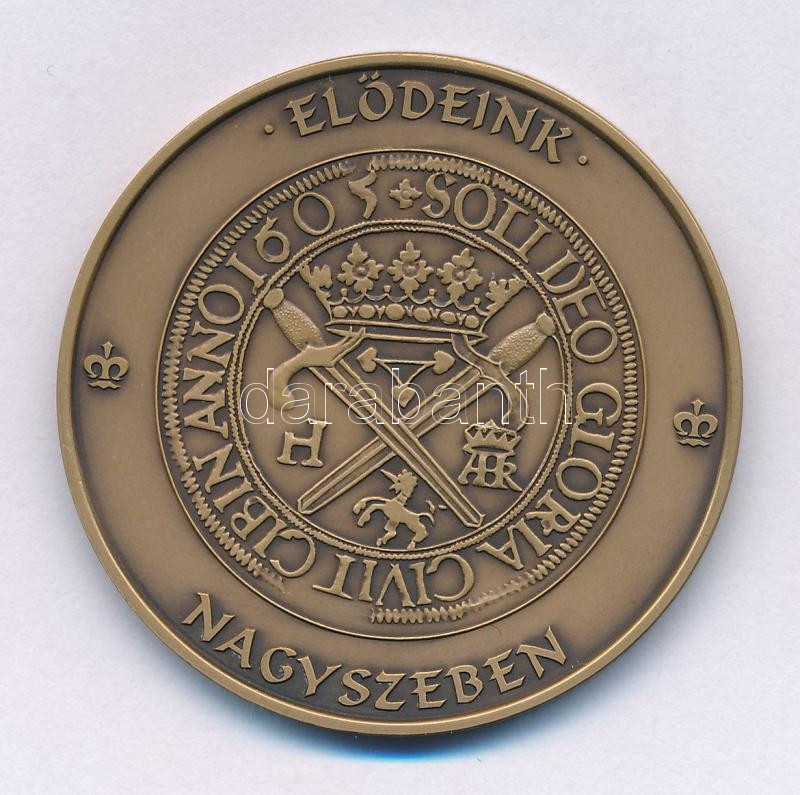 · ELŐDEINK ·
SOLI DEO GLORIA CIVIT CIBIN ANNO 1605
H
darabanth
NAGYSZEBEN